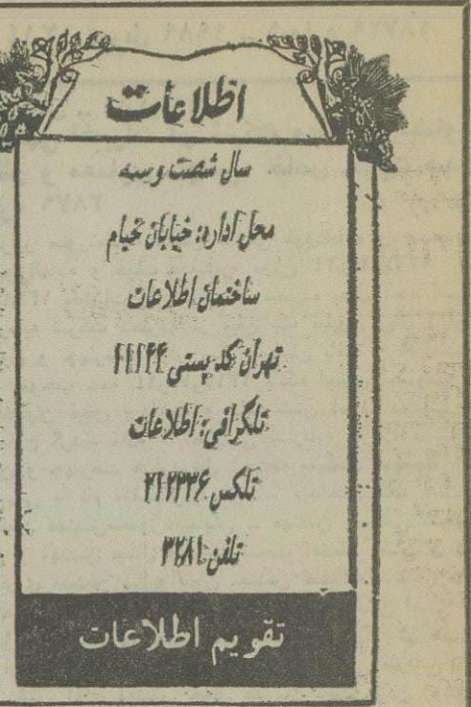 اطلاعات
سال شصت و سه
محل اداره: خیابان خیام
ساختمان اطلاعات
تهران کد پستی ۱۱۱۴۴
تلگرافی: اطلاعات
تلکس ۲۱۲۳۳۶
تلفن ۳۲۸۱
تقویم اطلاعات